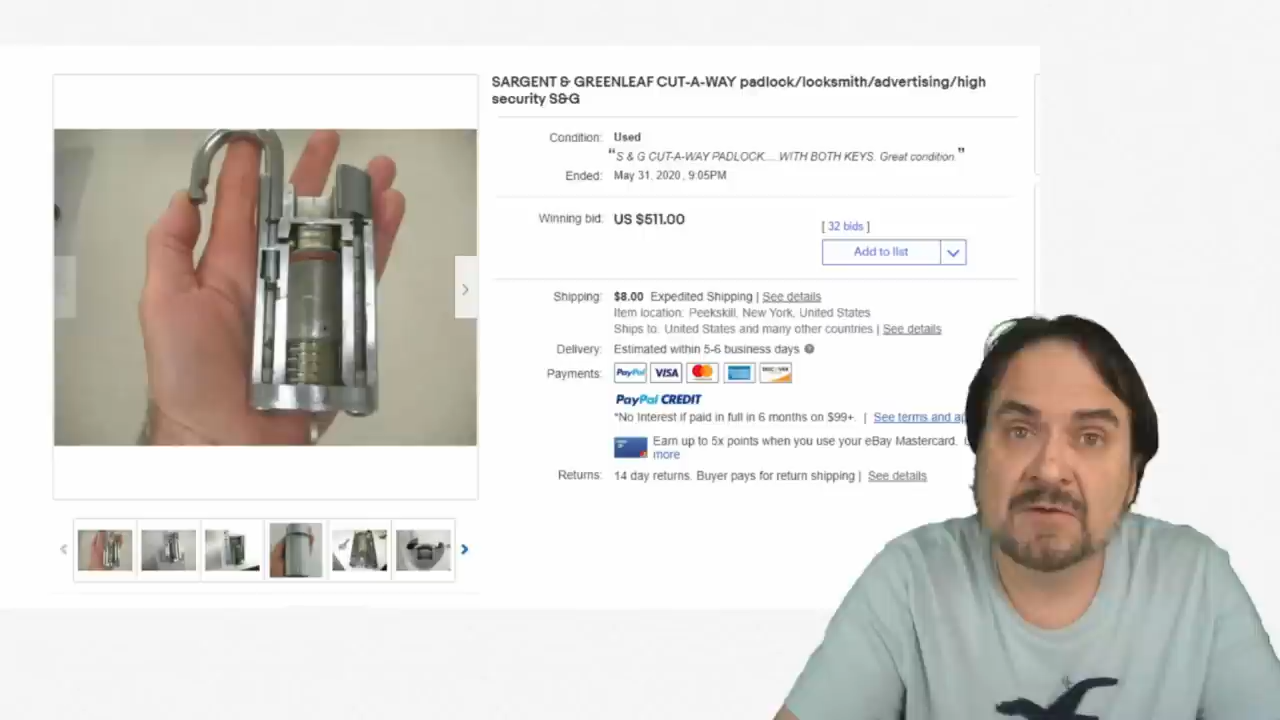 SARGENT & GREENLEAF CUT-A-WAY padlock/locksmith/advertising/high
security S&G
Condition: Used
"S & G CUT-A-WAY PADLOCK.... WITH BOTH KEYS. Great condition."
Ended: May 31, 2020 , 9:05PM
Winning bid: US $511.00
[ 32 bids ]
Add to list
Shipping: $8.00 Expedited Shipping | See details
Item location: Peekskill, New York, United States
Ships to: United States and many other countries | See details
Delivery: Estimated within 5-6 business days
Payments: PayPal VISA
PayPal CREDIT
*No Interest if paid in full in 6 months on $99+. | See terms and
Earn up to 5x points when you use your eBay Mastercard.
more
Returns: 14 day returns. Buyer pays for return shipping | See details